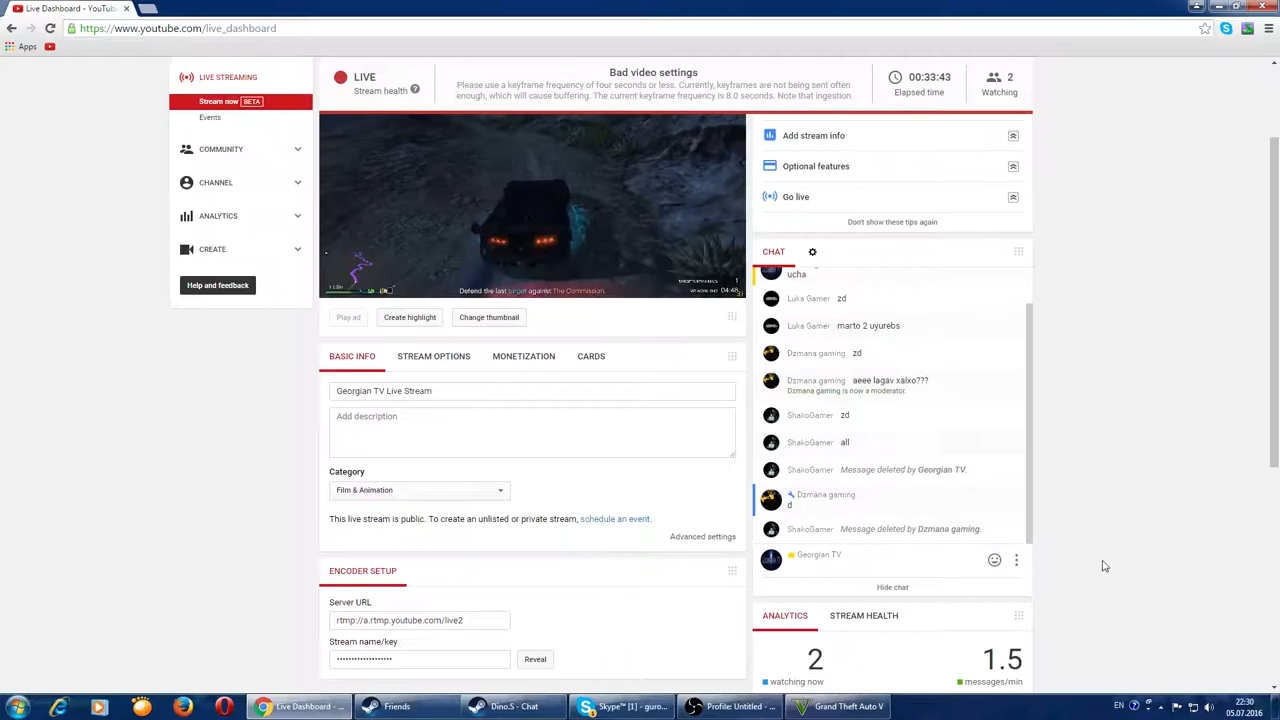 Live Dashboard - YouTub
https://www.youtube.com/live_dashboard
Apps
LIVE STREAMING
Stream now BETA
Events
COMMUNITY
CHANNEL
ANALYTICS
CREATE
Help and feedback
LIVE
Stream health ?
Bad video settings
Please use a keyframe frequency of four seconds or less. Currently, keyframes are not being sent often
enough, which will cause buffering. The current keyframe frequency is 8.0 seconds. Note that ingestion...
00:33:43
Elapsed time
2
Watching
04:48
Defend the last target against The Commission.
Play ad
Create highlight
Change thumbnail
BASIC INFO
STREAM OPTIONS
MONETIZATION
CARDS
Georgian TV Live Stream
Add description
Category
Film & Animation
This live stream is public. To create an unlisted or private stream, schedule an event.
Advanced settings
ENCODER SETUP
Server URL
rtmp://a.rtmp.youtube.com/live2
Stream name/key
Reveal
Add stream info
Optional features
Go live
Don't show these tips again
CHAT
ucha
Luka Gamer zd
Luka Gamer marto 2 uyurebs
Dzmana gaming zd
Dzmana gaming aeee lagav xalxo???
Dzmana gaming is now a moderator.
ShakoGamer zd
ShakoGamer all
ShakoGamer Message deleted by Georgian TV.
Dzmana gaming
d
ShakoGamer Message deleted by Dzmana gaming.
Georgian TV
Hide chat
ANALYTICS
STREAM HEALTH
2
watching now
1.5
messages/min
Live Dashboard - ...
Friends
Dino.S - Chat
Skype™ [1] - guro...
Profile: Untitled - ...
Grand Theft Auto V
EN
22:30
05.07.2016